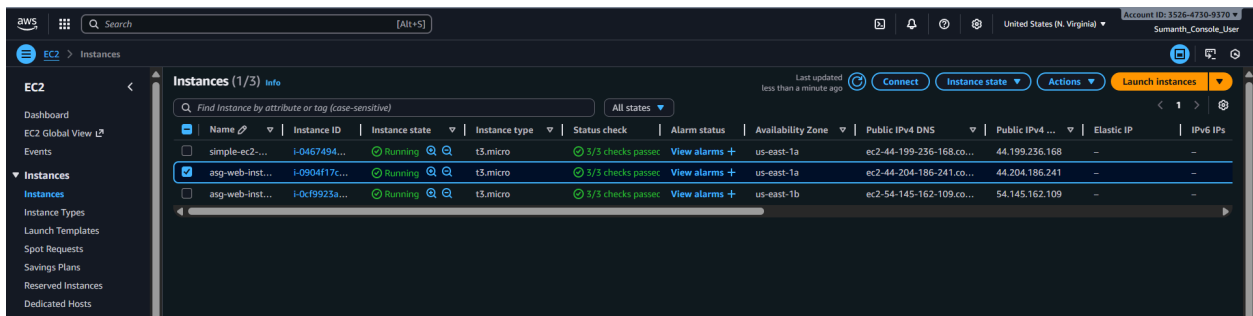 aws
Search
[Alt+S]
United States (N. Virginia) ▼
Account ID: 3526-4730-9370 ▼
Sumanth_Console_User
EC2 > Instances
EC2
Dashboard
EC2 Global View
Events
▼ Instances
Instances
Instance Types
Launch Templates
Spot Requests
Savings Plans
Reserved Instances
Dedicated Hosts
Instances (1/3) Info
Last updated
less than a minute ago
Connect
Instance state ▼
Actions ▼
Launch instances ▼
Find Instance by attribute or tag (case-sensitive)
All states ▼
< 1 >
Name Instance ID Instance state Instance type Status check Alarm status Availability Zone Public IPv4 DNS Public IPv4 ... Elastic IP IPv6 IPs
simple-ec2-... i-0467494... Running t3.micro 3/3 checks passec View alarms + us-east-1a ec2-44-199-236-168.co... 44.199.236.168 – –
asg-web-inst... i-0904f17c... Running t3.micro 3/3 checks passec View alarms + us-east-1a ec2-44-204-186-241.co... 44.204.186.241 – –
asg-web-inst... i-0cf9923a... Running t3.micro 3/3 checks passec View alarms + us-east-1b ec2-54-145-162-109.co... 54.145.162.109 – –